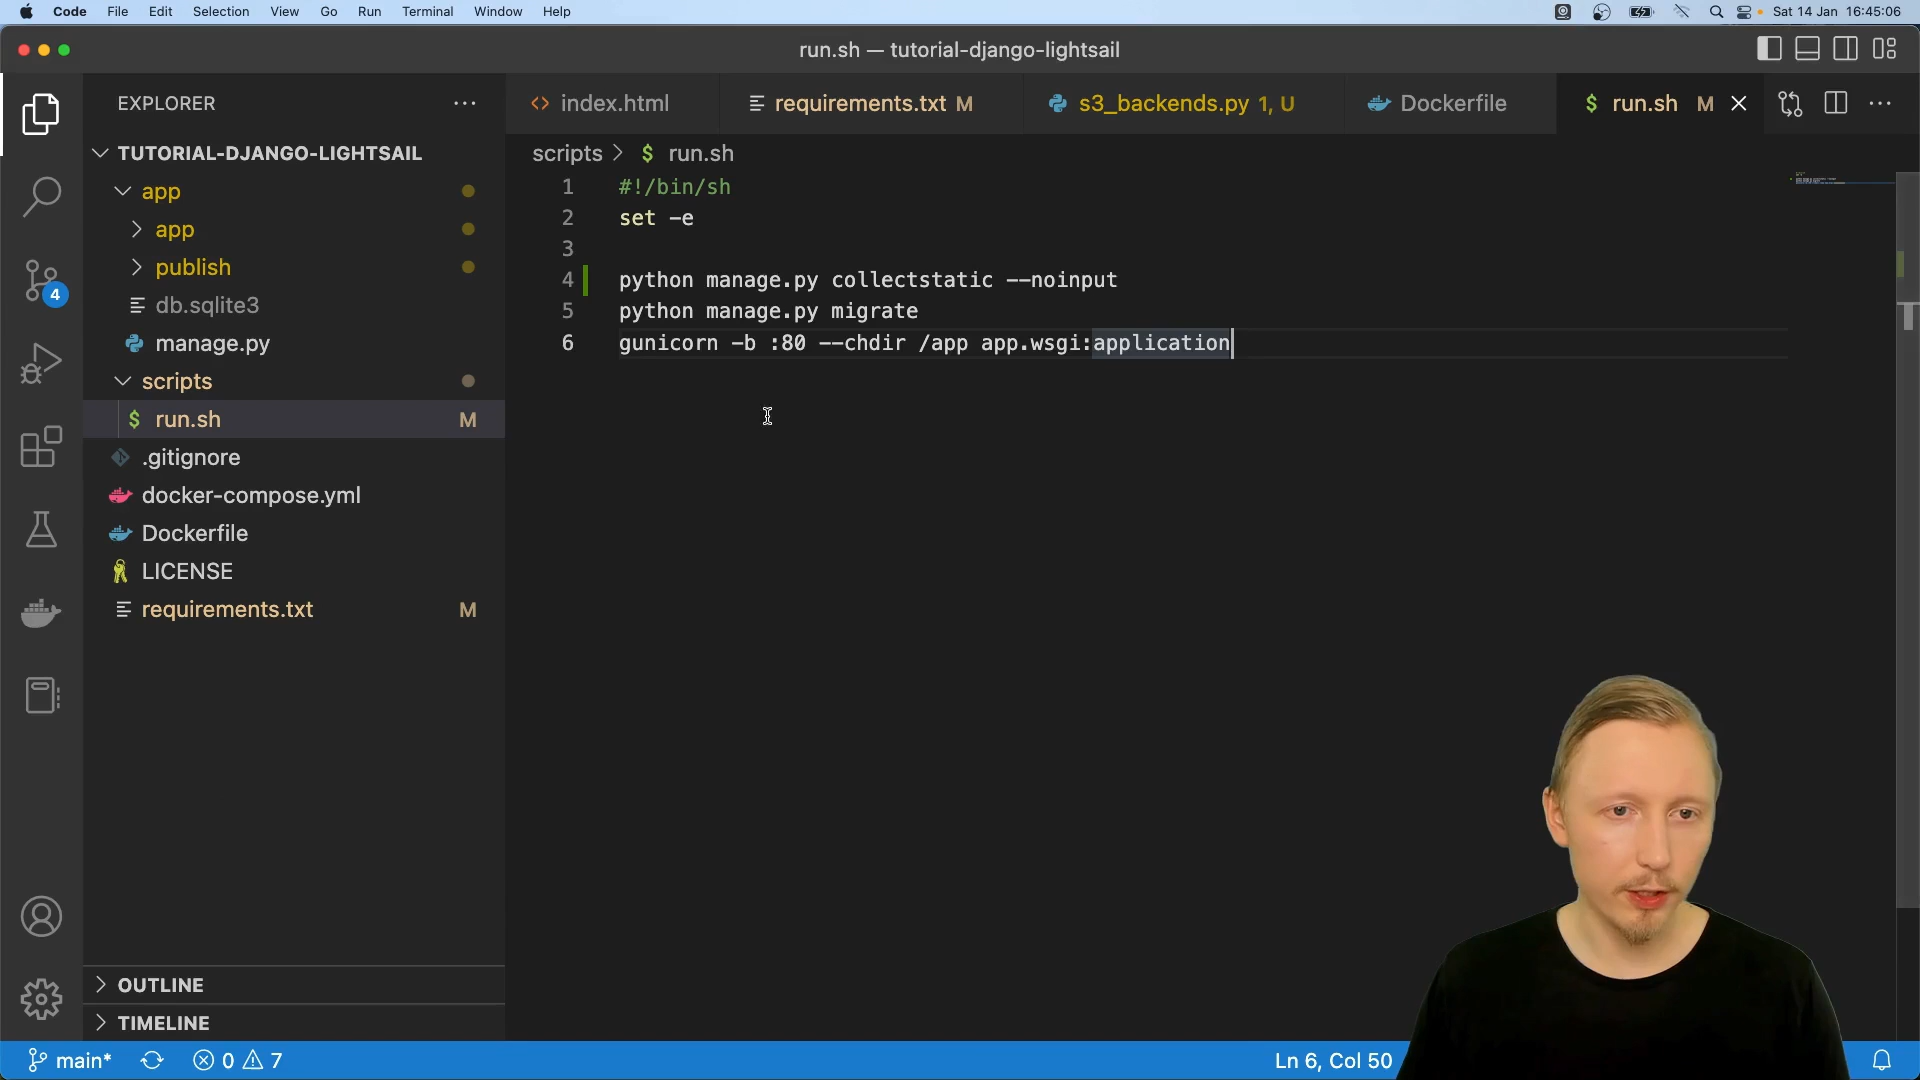 Code File Edit Selection View Go Run Terminal Window Help Sat 14 Jan 16:45:06
run.sh — tutorial-django-lightsail
EXPLORER
index.html
requirements.txt M
s3_backends.py 1, U
Dockerfile
$ run.sh M
TUTORIAL-DJANGO-LIGHTSAIL
app
app
publish
db.sqlite3
manage.py
scripts
$ run.sh M
.gitignore
docker-compose.yml
Dockerfile
LICENSE
requirements.txt M
4
OUTLINE
TIMELINE
scripts > $ run.sh
1 #!/bin/sh
2 set -e
3
4 python manage.py collectstatic --noinput
5 python manage.py migrate
6 gunicorn -b :80 --chdir /app app.wsgi:application
main* 0 7 Ln 6, Col 50